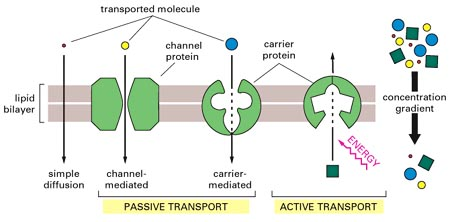 transported molecule
channel
protein
carrier
protein
lipid
bilayer
concentration
gradient
ENERGY
simple
diffusion
channel-
mediated
carrier-
mediated
PASSIVE TRANSPORT
ACTIVE TRANSPORT